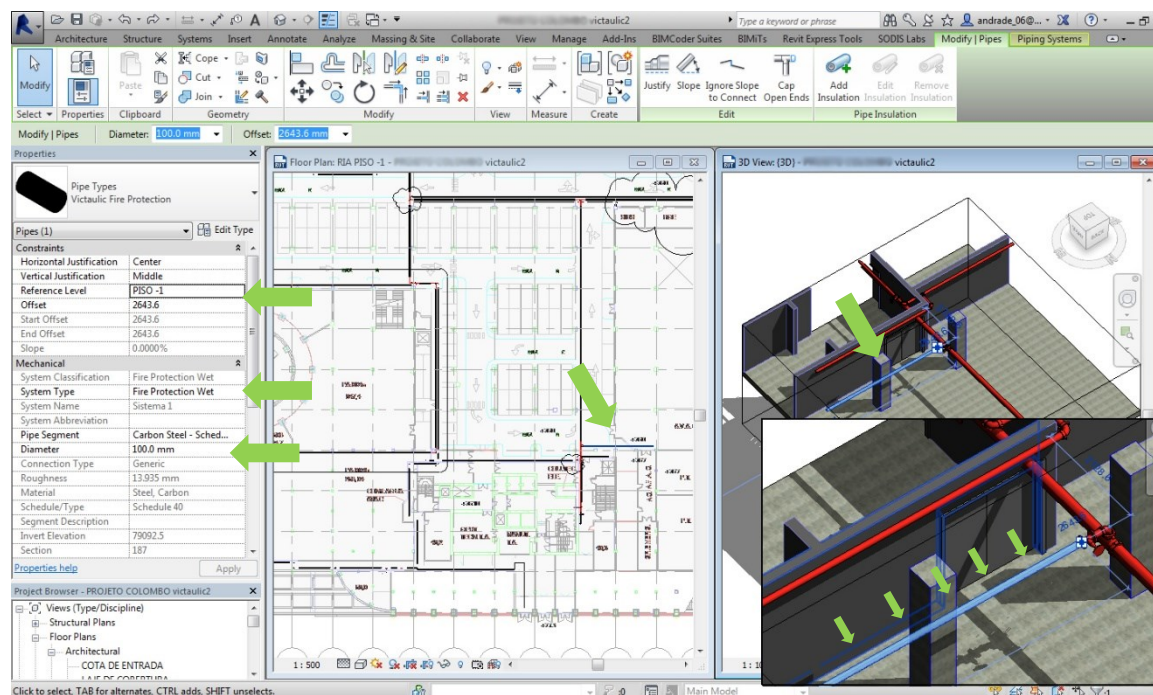 victaulic2
Type a keyword or phrase
andrade_06@...
Architecture Structure Systems Insert Annotate Analyze Massing & Site Collaborate View Manage Add-Ins BIMCoder Suites BIMiTs Revit Express Tools SODIS Labs Modify | Pipes Piping Systems
Modify
Properties
Paste
Cope
Cut
Join
Justify Slope Ignore Slope to Connect Cap Open Ends
Add Insulation Edit Insulation Remove Insulation
Select Properties Clipboard Geometry Modify View Measure Create Edit Pipe Insulation
Modify | Pipes Diameter: 100.0 mm Offset: 2643.6 mm
Properties
Pipe Types
Victaulic Fire Protection
Pipes (1) Edit Type
Constraints
Horizontal Justification Center
Vertical Justification Middle
Reference Level PISO -1
Offset 2643.6
Start Offset 2643.6
End Offset 2643.6
Slope 0.0000%
Mechanical
System Classification Fire Protection Wet
System Type Fire Protection Wet
System Name Sistema 1
System Abbreviation
Pipe Segment Carbon Steel - Sched...
Diameter 100.0 mm
Connection Type Generic
Roughness 13.935 mm
Material Steel, Carbon
Schedule/Type Schedule 40
Segment Description
Invert Elevation 79092.5
Section 187
Properties help Apply
Project Browser - PROJETO COLOMBO victaulic2
Views (Type/Discipline)
Structural Plans
Floor Plans
Architectural
COTA DE ENTRADA
Floor Plan: RIA PISO -1 - victaulic2
1 : 500
3D View: {3D} - victaulic2
BACK
Click to select, TAB for alternates, CTRL adds, SHIFT unselects.
:0
Main Model